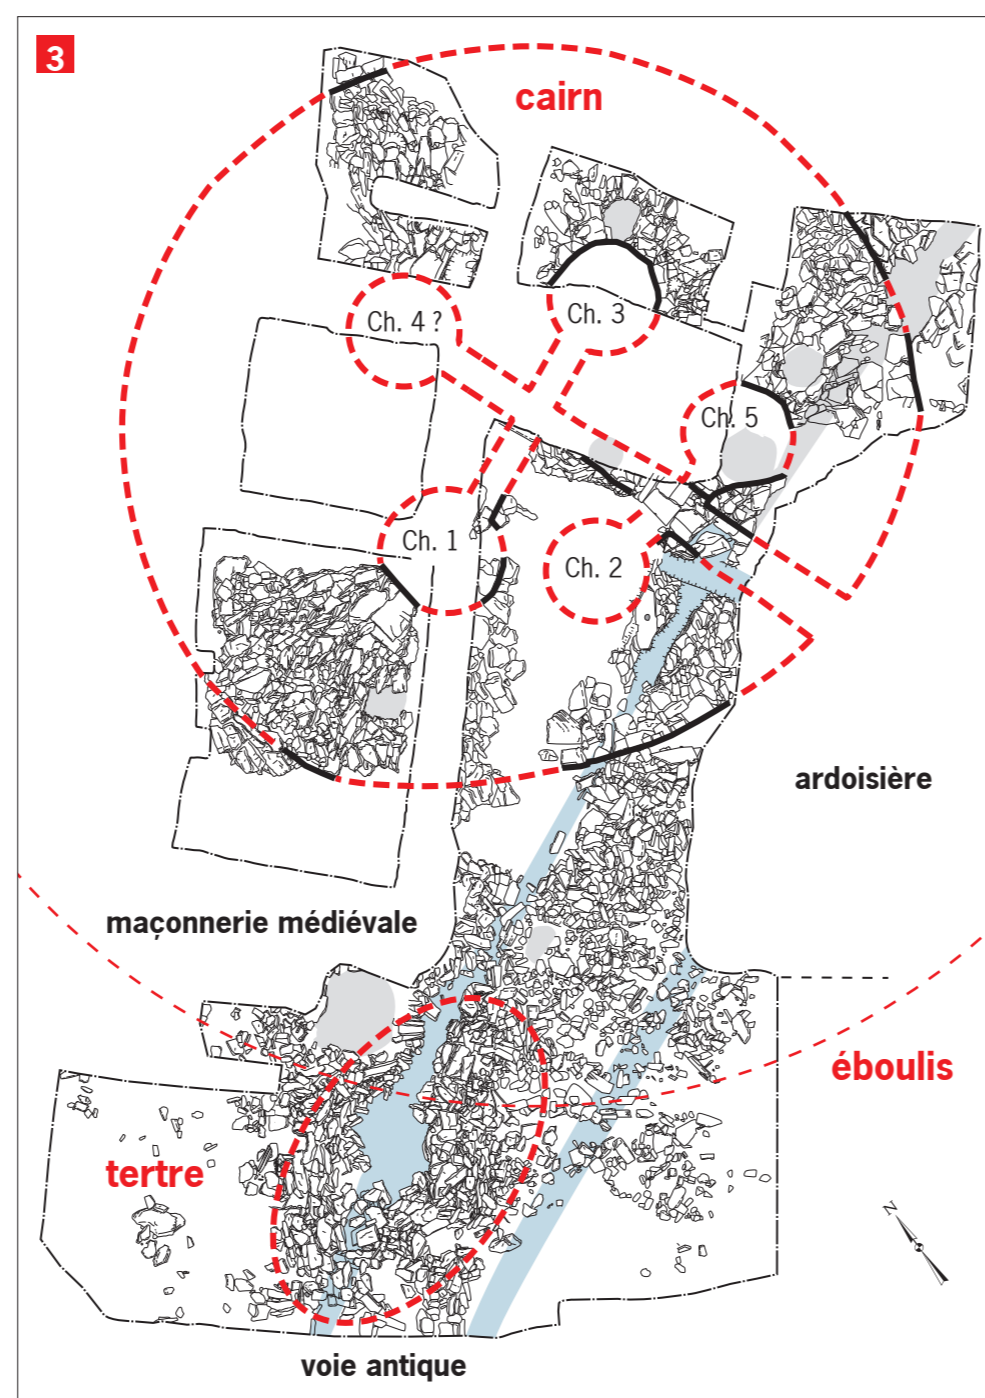 3
cairn
Ch. 4 ?
Ch. 3
Ch. 5
Ch. 1
Ch. 2
ardoisière
maçonnerie médiévale
éboulis
tertre
N
voie antique